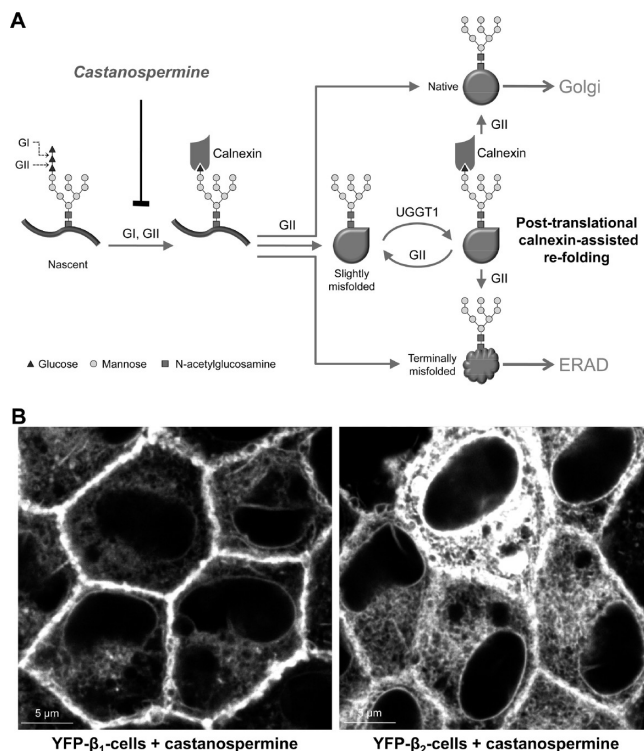 A
Castanospermine
Native
Golgi
GII
Calnexin
GI
GII
Calnexin
UGGT1
GII
GI, GII
GII
Nascent
Slightly
misfolded
Post-translational
calnexin-assisted
re-folding
GII
Terminally
misfolded
ERAD
Glucose Mannose N-acetylglucosamine
B
5 µm
5 µm
YFP-β₁-cells + castanospermine YFP-β₂-cells + castanospermine